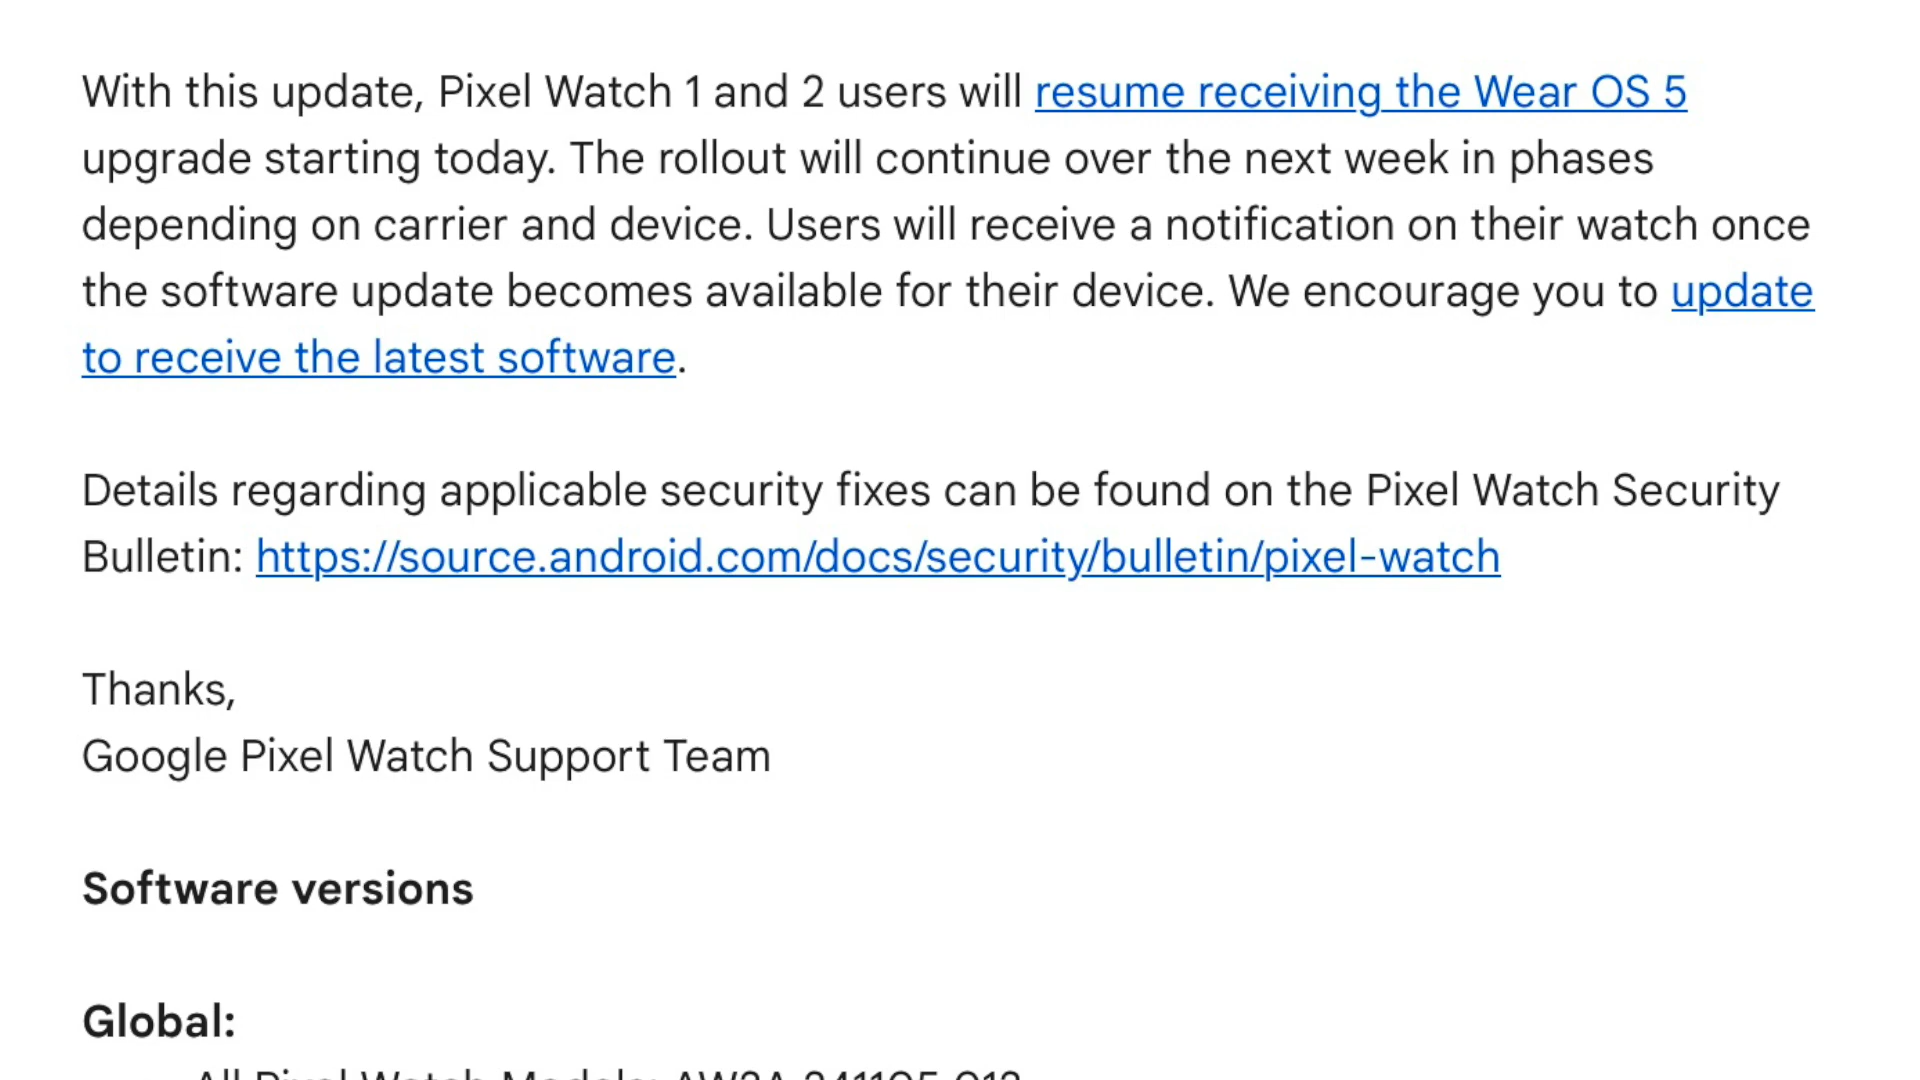 With this update, Pixel Watch 1 and 2 users will resume receiving the Wear OS 5
upgrade starting today. The rollout will continue over the next week in phases
depending on carrier and device. Users will receive a notification on their watch once
the software update becomes available for their device. We encourage you to update
to receive the latest software.
Details regarding applicable security fixes can be found on the Pixel Watch Security
Bulletin: https://source.android.com/docs/security/bulletin/pixel-watch
Thanks,
Google Pixel Watch Support Team
Software versions
Global:
All Pixel Watch Models: